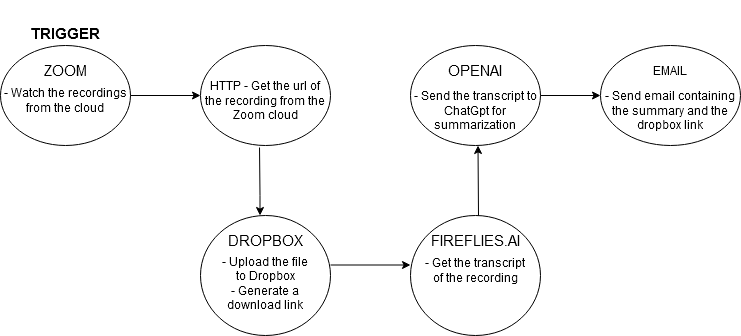 TRIGGER
ZOOM
- Watch the recordings
from the cloud
HTTP - Get the url of
the recording from the
Zoom cloud
DROPBOX
- Upload the file
to Dropbox
- Generate a
download link
FIREFLIES.AI
- Get the transcript
of the recording
OPENAI
- Send the transcript to
ChatGpt for
summarization
EMAIL
- Send email containing
the summary and the
dropbox link